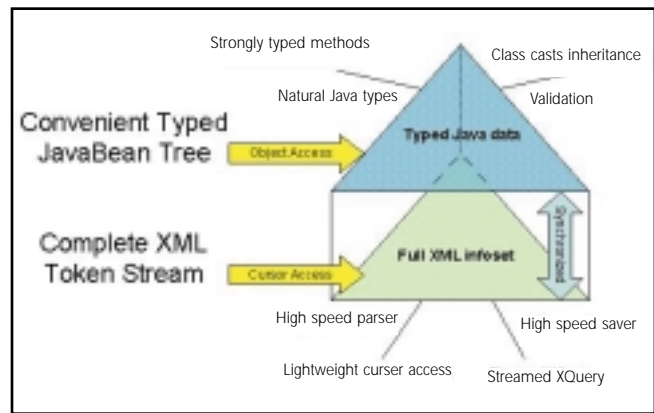 Strongly typed methods
Class casts inheritance
Natural Java types
Validation
Convenient Typed
JavaBean Tree
Object Access
Typed Java data
Synchronized
Complete XML
Token Stream
Cursor Access
Full XML infoset
High speed parser
High speed saver
Lightweight curser access
Streamed XQuery